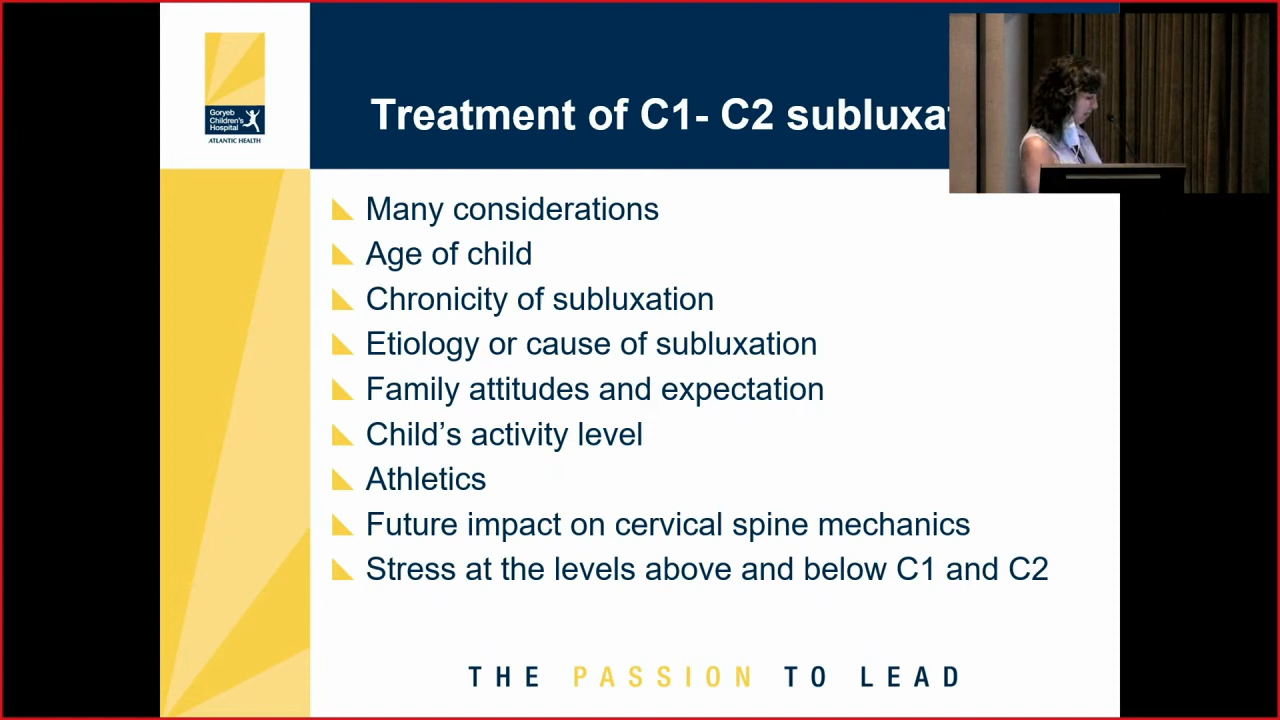 Goryeb
Children's
Hospital
ATLANTIC HEALTH
Treatment of C1- C2 subluxa
Many considerations
Age of child
Chronicity of subluxation
Etiology or cause of subluxation
Family attitudes and expectation
Child’s activity level
Athletics
Future impact on cervical spine mechanics
Stress at the levels above and below C1 and C2
THE PASSION TO LEAD